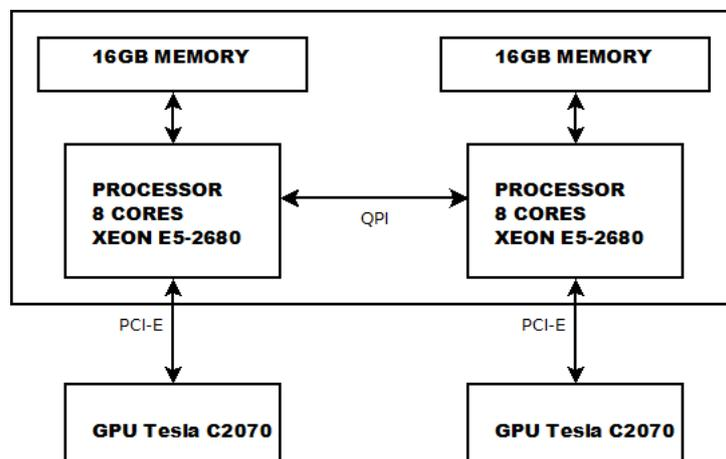 16GB MEMORY
16GB MEMORY
PROCESSOR
8 CORES
XEON E5-2680
QPI
PROCESSOR
8 CORES
XEON E5-2680
PCI-E
PCI-E
GPU Tesla C2070
GPU Tesla C2070